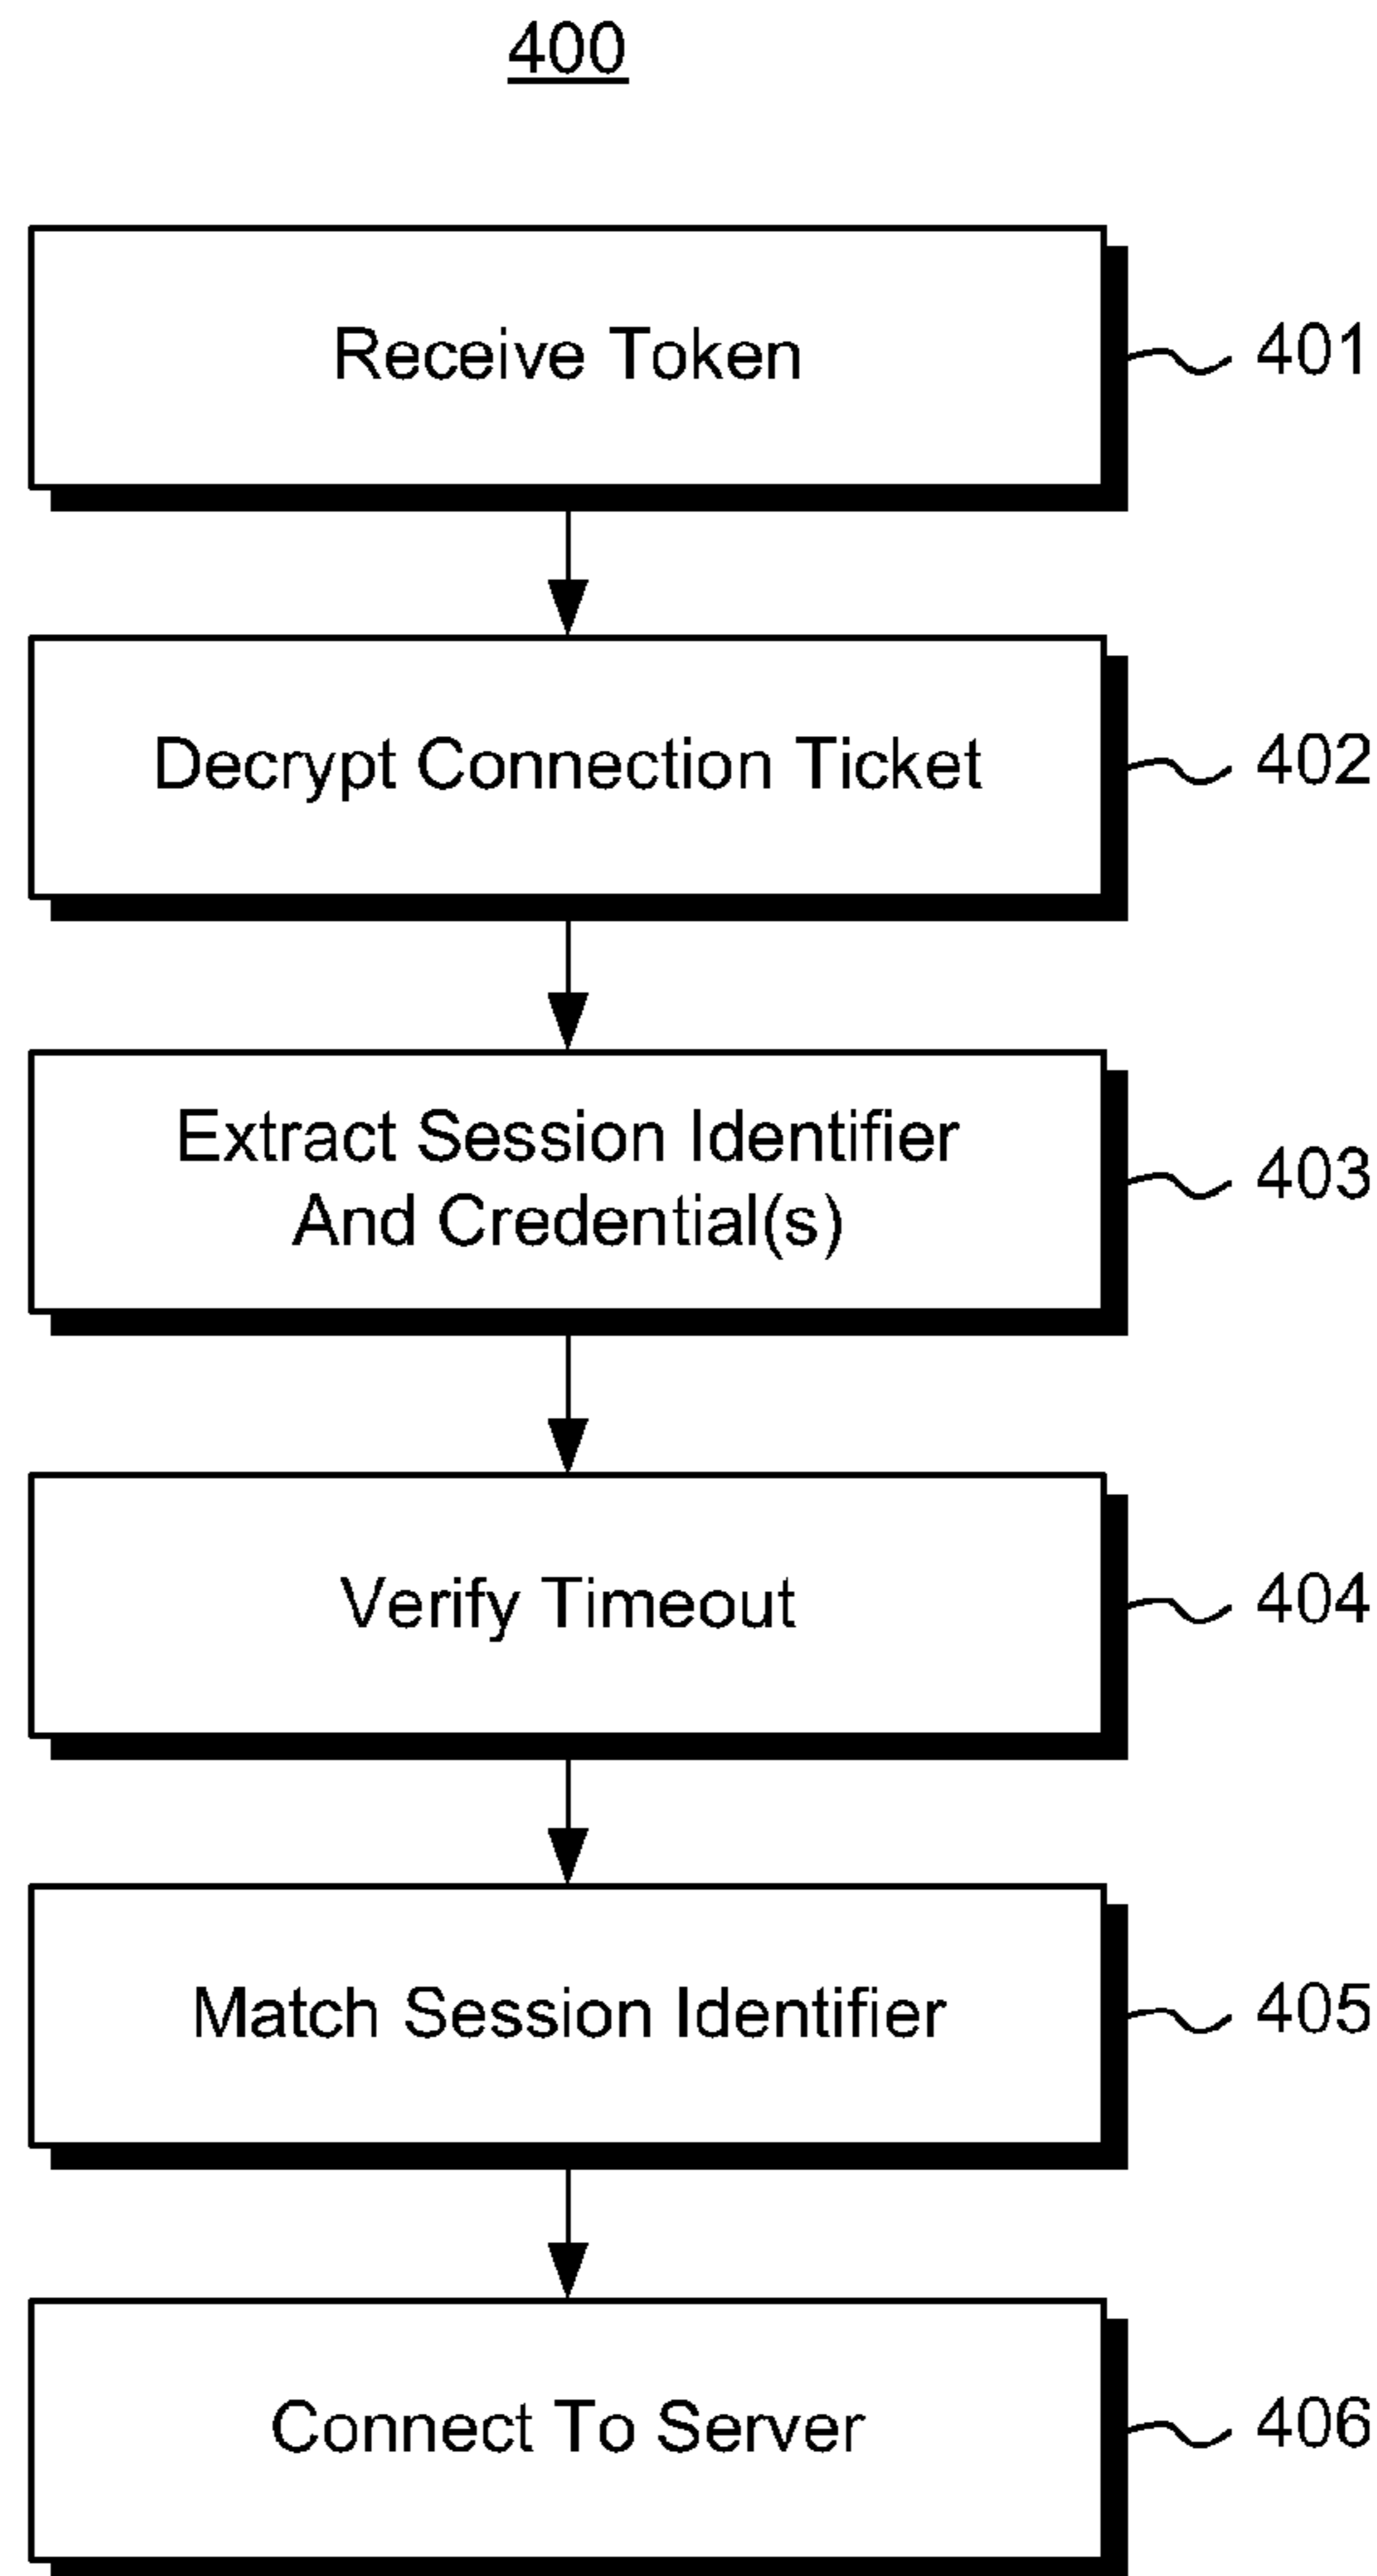 400
Receive Token
401
Decrypt Connection Ticket
402
Extract Session Identifier
And Credential(s)
403
Verify Timeout
404
Match Session Identifier
405
Connect To Server
406